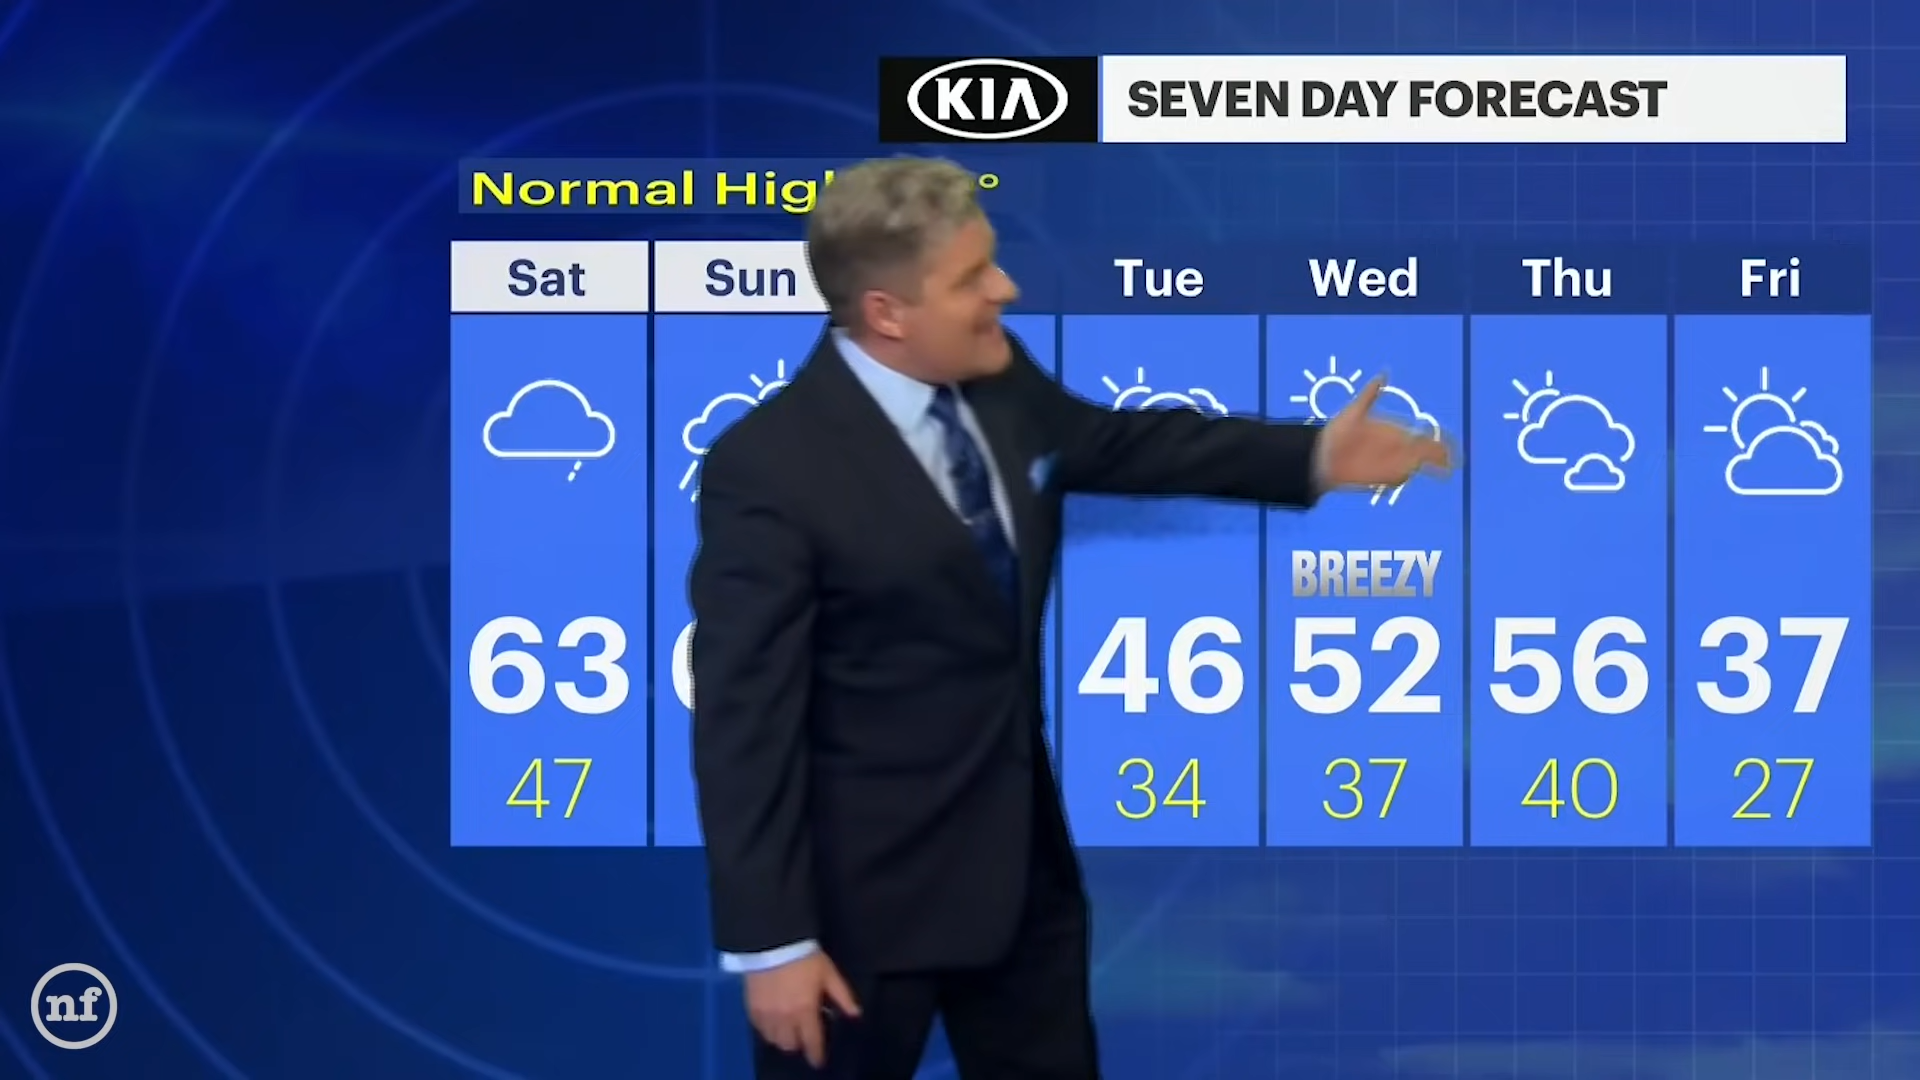 KIA SEVEN DAY FORECAST
Normal
Sat Sun Tue Wed Thu Fri
BREEZY
63 46 52 56 37
47 34 37 40 27
nf